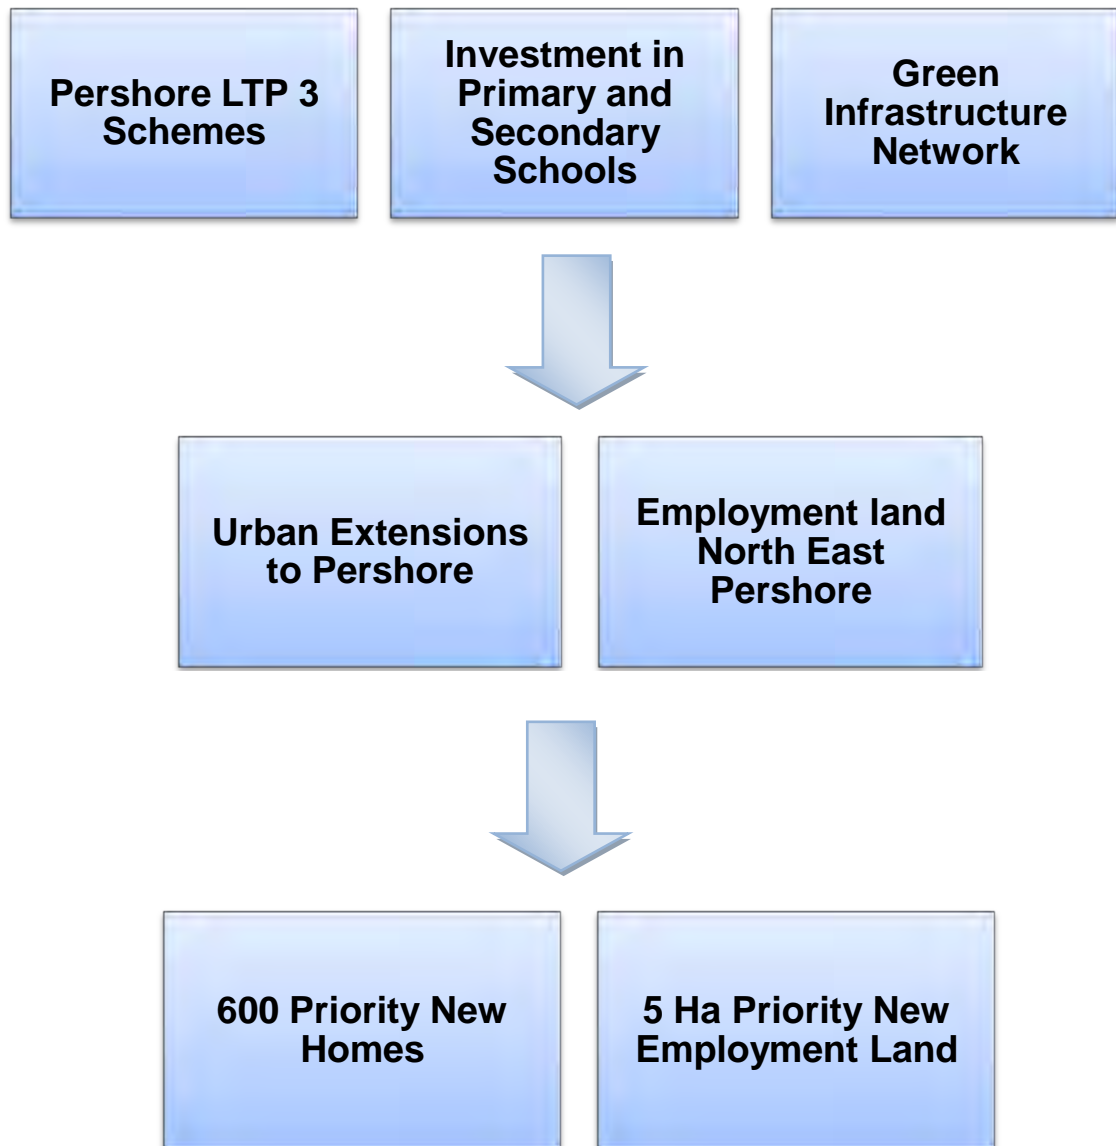 Pershore LTP 3
Schemes
Investment in
Primary and
Secondary
Schools
Green
Infrastructure
Network
Urban Extensions
to Pershore
Employment land
North East
Pershore
600 Priority New
Homes
5 Ha Priority New
Employment Land